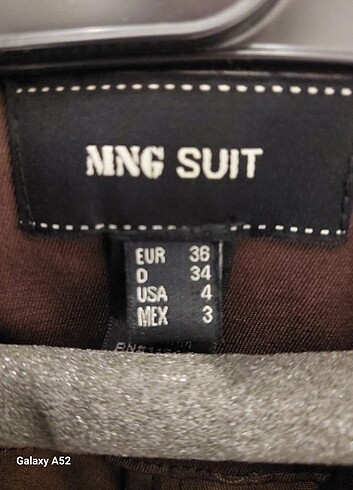 MNG SUIT
EUR 36
D 34
USA 4
MEX 3
Galaxy A52